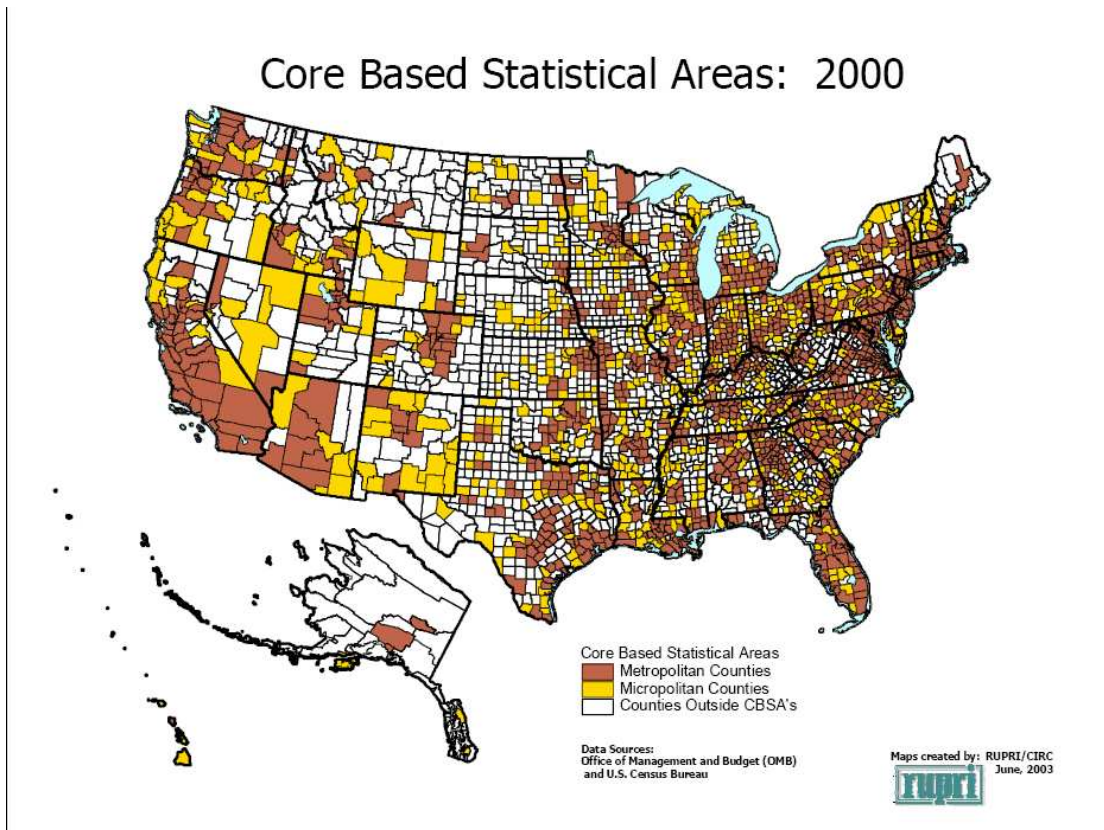 Core Based Statistical Areas:  2000
Core Based Statistical Areas
Metropolitan Counties
Micropolitan Counties
Counties Outside CBSA's
Data Sources:
Office of Management and Budget (OMB)
and U.S. Census Bureau
Maps created by:  RUPRI/CIRC
June, 2003
rupri